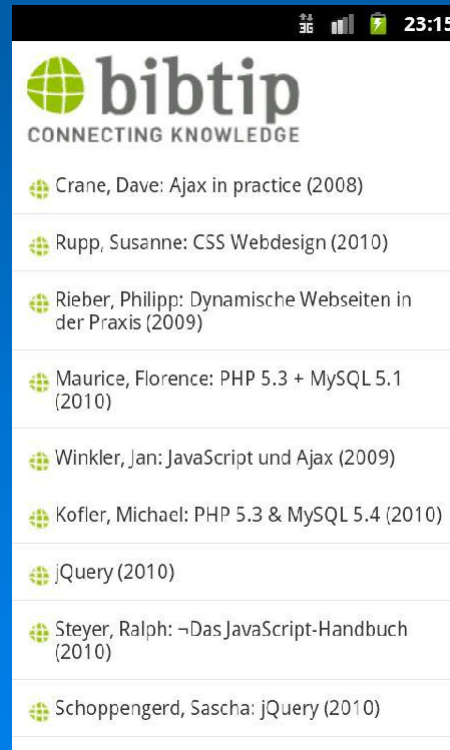 3G 23:15
bibtip
CONNECTING KNOWLEDGE
Crane, Dave: Ajax in practice (2008)
Rupp, Susanne: CSS Webdesign (2010)
Rieber, Philipp: Dynamische Webseiten in
der Praxis (2009)
Maurice, Florence: PHP 5.3 + MySQL 5.1
(2010)
Winkler, Jan: JavaScript und Ajax (2009)
Kofler, Michael: PHP 5.3 & MySQL 5.4 (2010)
jQuery (2010)
Steyer, Ralph: ¬Das JavaScript-Handbuch
(2010)
Schoppengerd, Sascha: jQuery (2010)